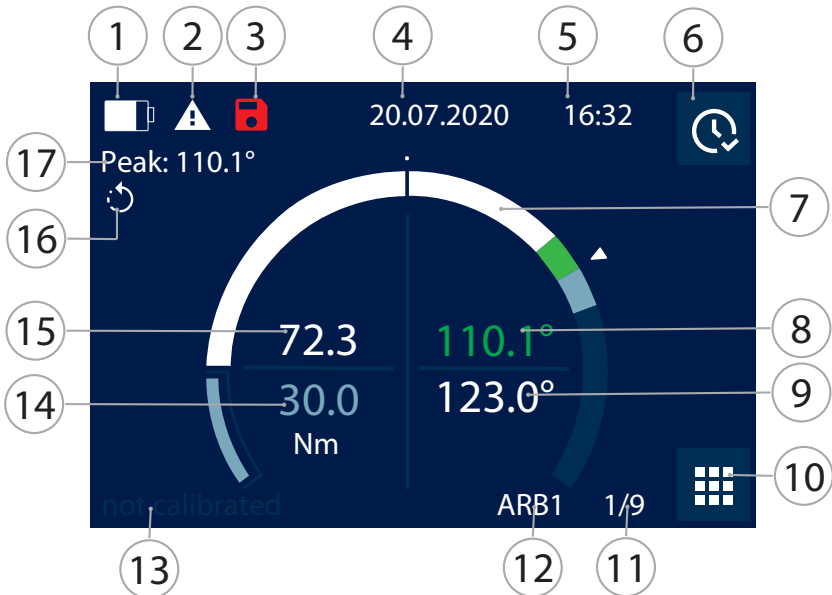 1 2 3 4 5 6
20.07.2020 16:32
17 Peak: 110.1°
16 7
15 72.3 110.1° 8
14 30.0 123.0° 9
Nm
10
not calibrated ARB1 1/9
13 12 11